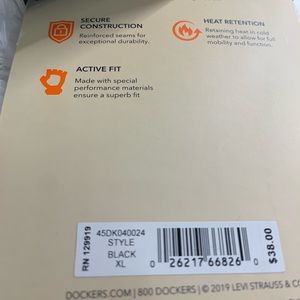 SECURE
CONSTRUCTION
Reinforced seams for
exceptional durability.
HEAT RETENTION
Retaining heat in cold
weather to allow for full
mobility and function.
ACTIVE FIT
Made with special
performance materials
ensure a superb fit
RN 129919
45DK040024
STYLE
BLACK
XL
0 26217 66826 0
$38.00
DOCKERS.COM | 800 DOCKERS | © 2019 LEVI STRAUSS & CO